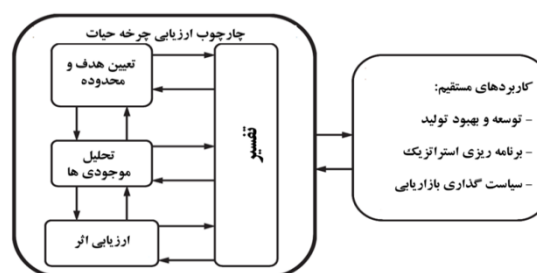 چارچوب ارزیابی چرخه حیات
تعیین هدف و
محدوده
تحلیل
موجودی ها
ارزیابی اثر
تفسیر
کاربردهای مستقیم:
– توسعه و بهبود تولید
– برنامه ریزی استراتژیک
– سیاست گذاری بازاریابی